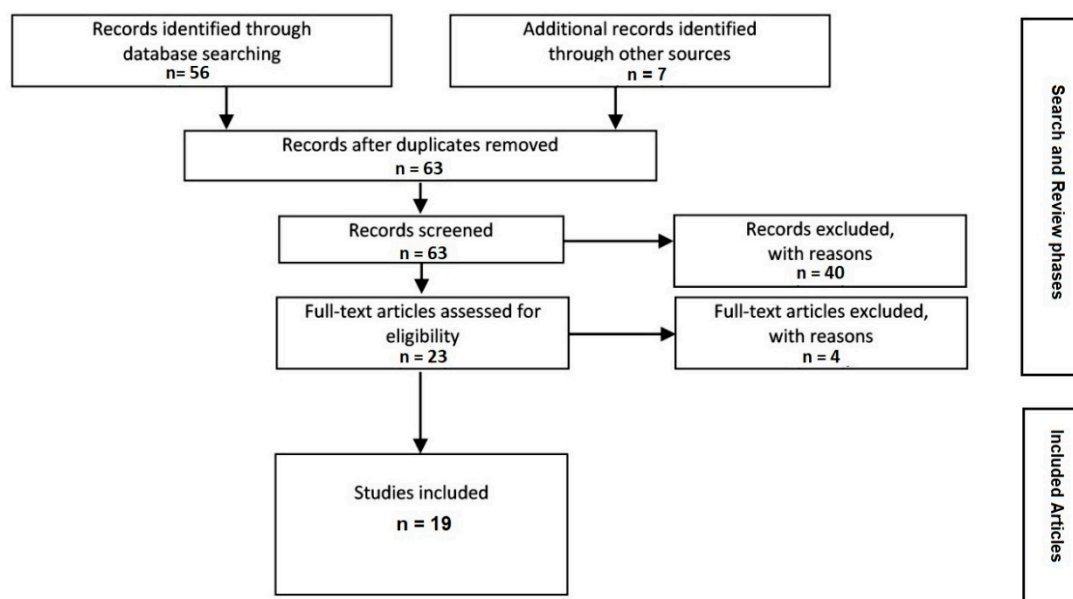 Records identified through
database searching
n= 56
Additional records identified
through other sources
n = 7
Records after duplicates removed
n = 63
Records screened
n = 63
Records excluded,
with reasons
n = 40
Full-text articles assessed for
eligibility
n = 23
Full-text articles excluded,
with reasons
n = 4
Studies included
n = 19
Search and Review phases
Included Articles